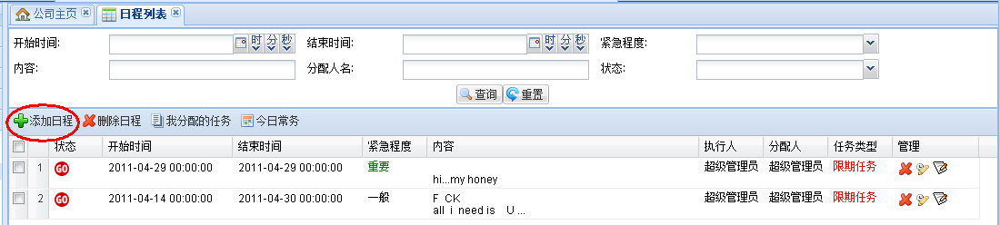 公司主页 日程列表
开始时间: 时 分 秒 结束时间: 时 分 秒 紧急程度:
内容: 分配人名: 状态:
查询 重置
添加日程 删除日程 我分配的任务 今日常务
状态 开始时间 结束时间 紧急程度 内容 执行人 分配人 任务类型 管理
1 GO 2011-04-29 00:00:00 2011-04-29 00:00:00 重要 超级管理员 超级管理员 限期任务
hi...my honey
2 GO 2011-04-14 00:00:00 2011-04-30 00:00:00 一般 F CK 超级管理员 超级管理员 限期任务
all i need is U ...